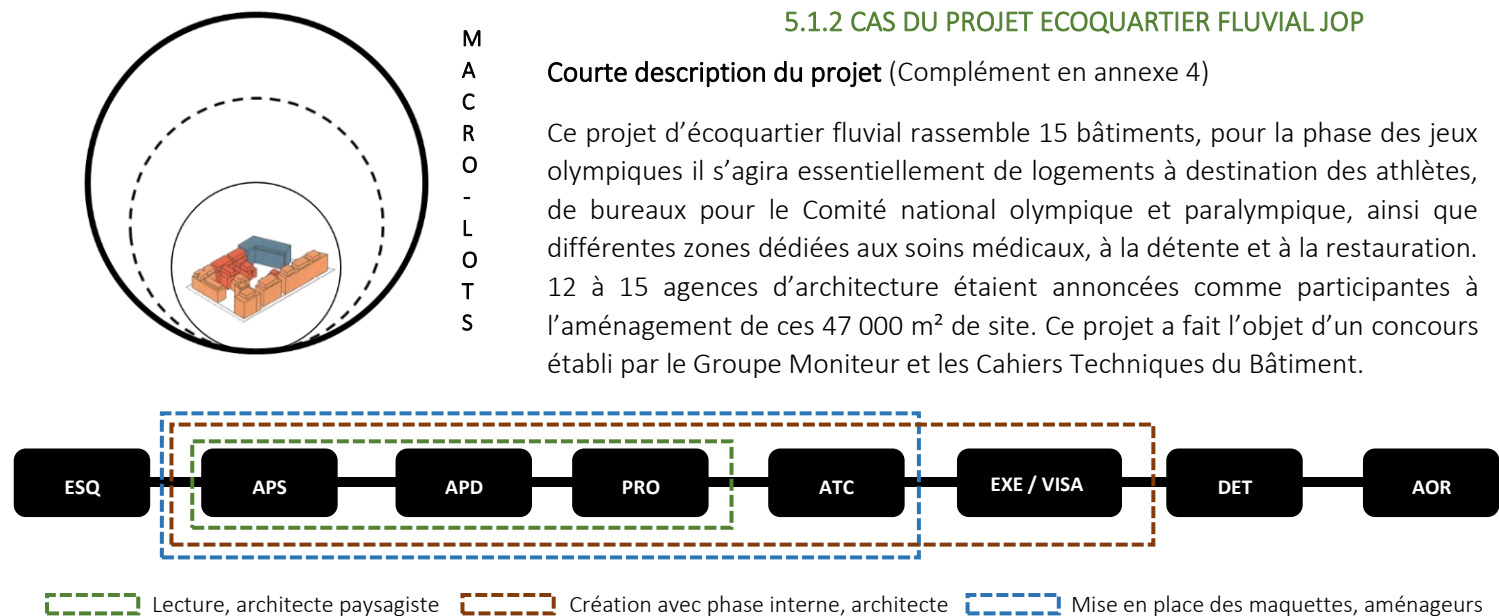 M
A
C
R
O
-
L
O
T
S
5.1.2 CAS DU PROJET ECOQUARTIER FLUVIAL JOP
Courte description du projet (Complément en annexe 4)
Ce projet d’écoquartier fluvial rassemble 15 bâtiments, pour la phase des jeux
olympiques il s’agira essentiellement de logements à destination des athlètes,
de bureaux pour le Comité national olympique et paralympique, ainsi que
différentes zones dédiées aux soins médicaux, à la détente et à la restauration.
12 à 15 agences d’architecture étaient annoncées comme participantes à
l’aménagement de ces 47 000 m² de site. Ce projet a fait l’objet d’un concours
établi par le Groupe Moniteur et les Cahiers Techniques du Bâtiment.
ESQ APS APD PRO ATC EXE / VISA DET AOR
Lecture, architecte paysagiste Création avec phase interne, architecte Mise en place des maquettes, aménageurs